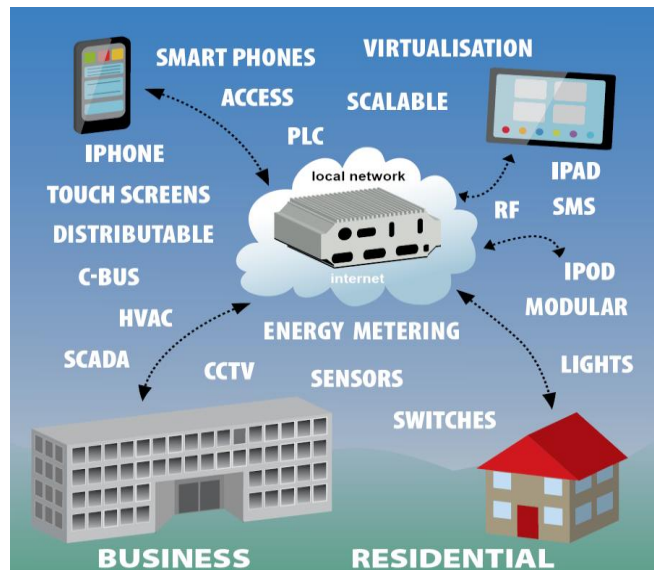 SMART PHONES
VIRTUALISATION
ACCESS
SCALABLE
PLC
IPHONE
local network
IPAD
TOUCH SCREENS
RF
SMS
DISTRIBUTABLE
C-BUS
internet
IPOD
HVAC
MODULAR
ENERGY METERING
SCADA
CCTV
SENSORS
LIGHTS
SWITCHES
BUSINESS
RESIDENTIAL